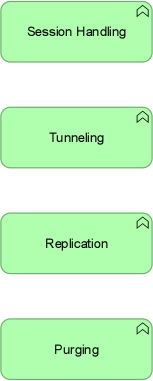 Session Handling
Tunneling
Replication
Purging